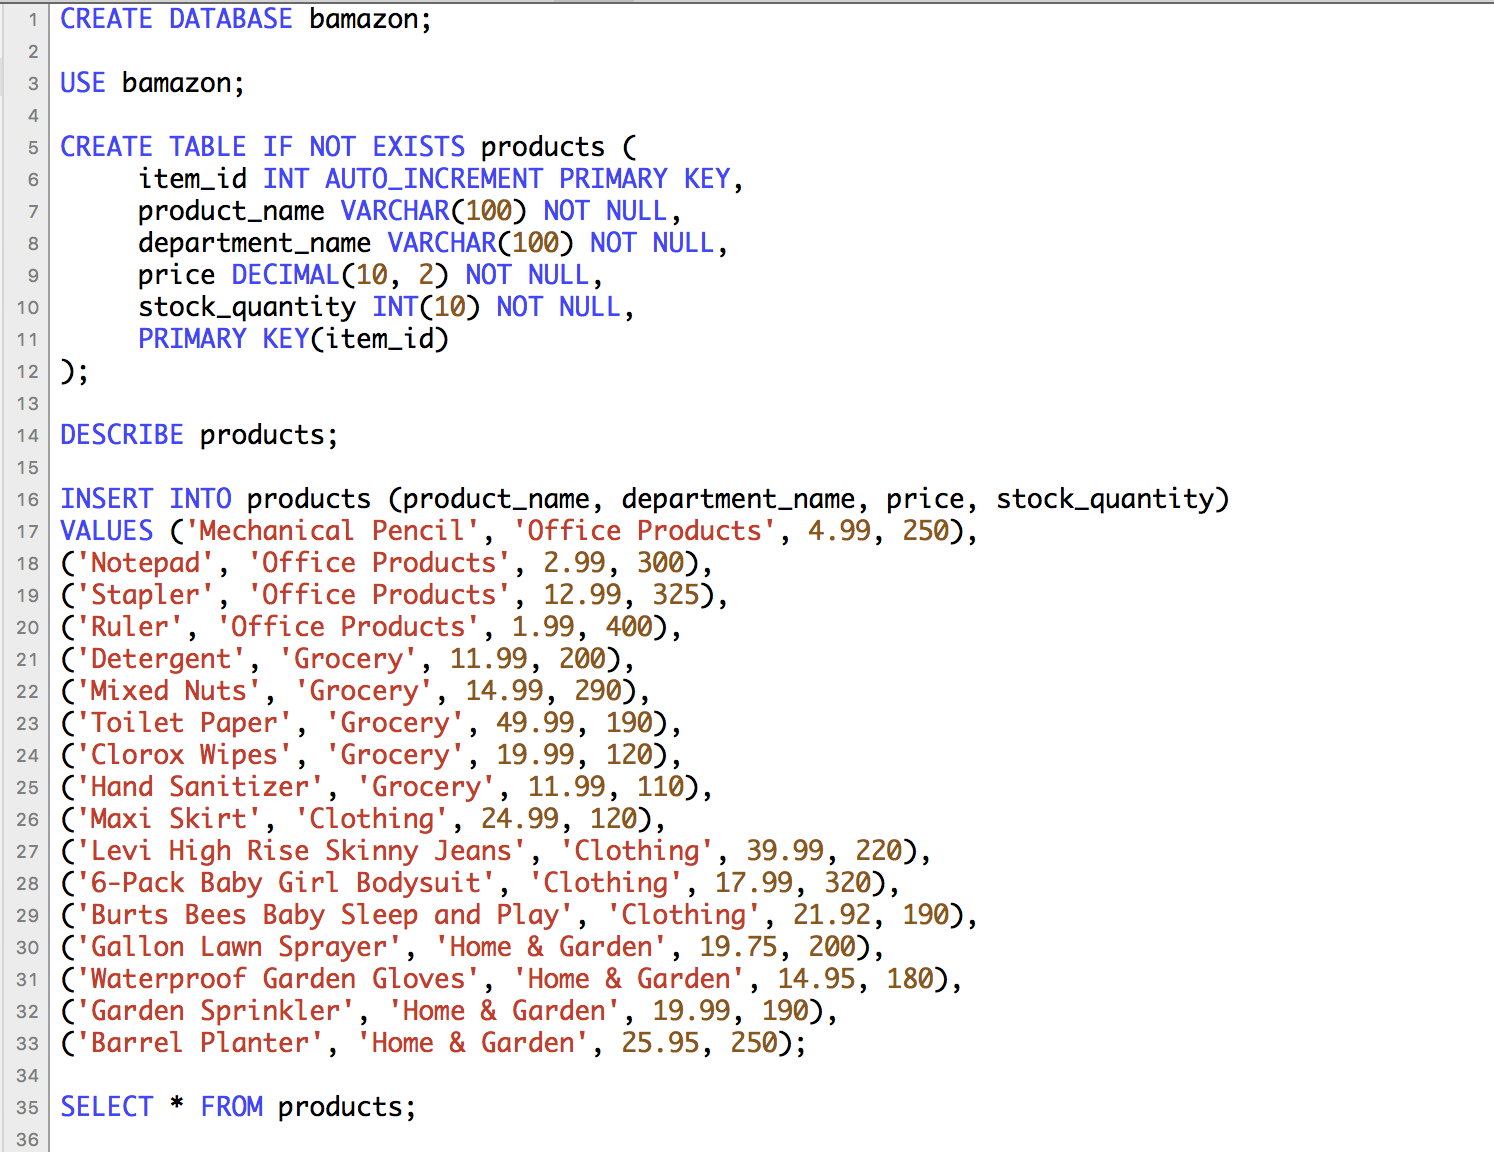 1 CREATE DATABASE bamazon;
2
3 USE bamazon;
4
5 CREATE TABLE IF NOT EXISTS products (
6 item_id INT AUTO_INCREMENT PRIMARY KEY,
7 product_name VARCHAR(100) NOT NULL,
8 department_name VARCHAR(100) NOT NULL,
9 price DECIMAL(10, 2) NOT NULL,
10 stock_quantity INT(10) NOT NULL,
11 PRIMARY KEY(item_id)
12 );
13
14 DESCRIBE products;
15
16 INSERT INTO products (product_name, department_name, price, stock_quantity)
17 VALUES ('Mechanical Pencil', 'Office Products', 4.99, 250),
18 ('Notepad', 'Office Products', 2.99, 300),
19 ('Stapler', 'Office Products', 12.99, 325),
20 ('Ruler', 'Office Products', 1.99, 400),
21 ('Detergent', 'Grocery', 11.99, 200),
22 ('Mixed Nuts', 'Grocery', 14.99, 290),
23 ('Toilet Paper', 'Grocery', 49.99, 190),
24 ('Clorox Wipes', 'Grocery', 19.99, 120),
25 ('Hand Sanitizer', 'Grocery', 11.99, 110),
26 ('Maxi Skirt', 'Clothing', 24.99, 120),
27 ('Levi High Rise Skinny Jeans', 'Clothing', 39.99, 220),
28 ('6-Pack Baby Girl Bodysuit', 'Clothing', 17.99, 320),
29 ('Burts Bees Baby Sleep and Play', 'Clothing', 21.92, 190),
30 ('Gallon Lawn Sprayer', 'Home & Garden', 19.75, 200),
31 ('Waterproof Garden Gloves', 'Home & Garden', 14.95, 180),
32 ('Garden Sprinkler', 'Home & Garden', 19.99, 190),
33 ('Barrel Planter', 'Home & Garden', 25.95, 250);
34
35 SELECT * FROM products;
36